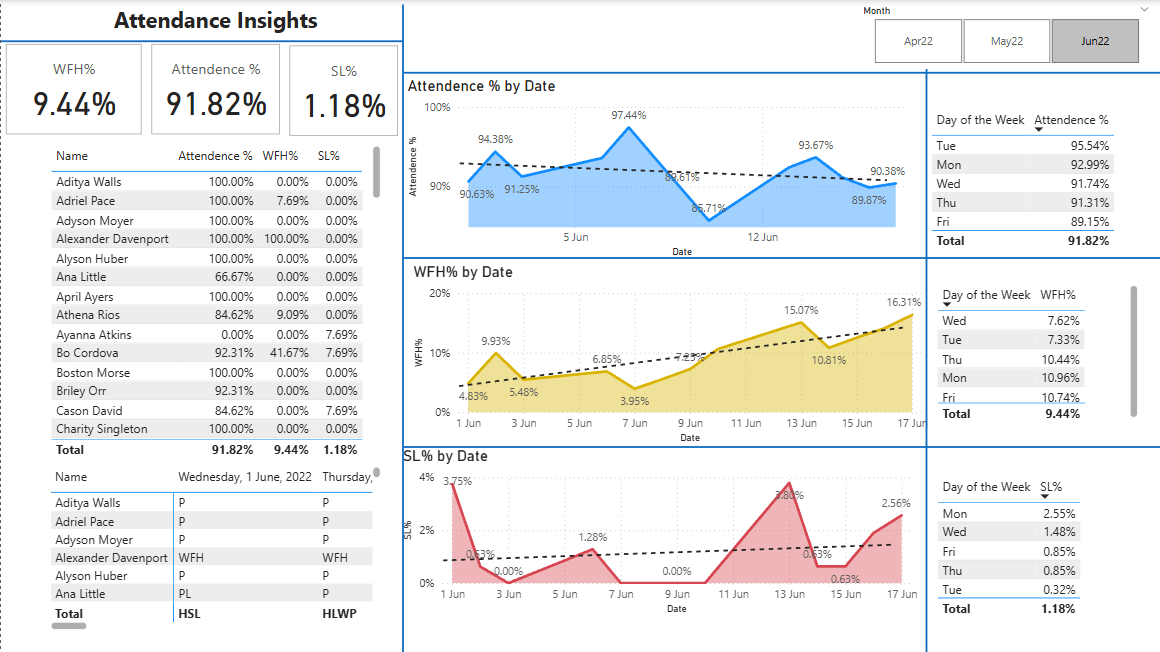 Attendance Insights
Month
Apr22
May22
Jun22
WFH%
9.44%
Attendence %
91.82%
SL%
1.18%
Name Attendence % WFH% SL%
Aditya Walls 100.00% 0.00% 0.00%
Adriel Pace 100.00% 7.69% 0.00%
Adyson Moyer 100.00% 0.00% 0.00%
Alexander Davenport 100.00% 100.00% 0.00%
Alyson Huber 100.00% 0.00% 0.00%
Ana Little 66.67% 0.00% 0.00%
April Ayers 100.00% 0.00% 0.00%
Athena Rios 84.62% 9.09% 0.00%
Ayanna Atkins 0.00% 0.00% 7.69%
Bo Cordova 92.31% 41.67% 7.69%
Boston Morse 100.00% 0.00% 0.00%
Briley Orr 92.31% 0.00% 0.00%
Cason David 84.62% 0.00% 7.69%
Charity Singleton 100.00% 0.00% 0.00%
Total 91.82% 9.44% 1.18%
Name Wednesday, 1 June, 2022 Thursday,
Aditya Walls P P
Adriel Pace P P
Adyson Moyer P P
Alexander Davenport WFH WFH
Alyson Huber P P
Ana Little PL P
Total HSL HLWP
Attendence % by Date
Attendence %
100%
90%
90.63%
94.38%
91.25%
97.44%
89.61%
85.71%
93.67%
89.87%
90.38%
5 Jun 12 Jun
Date
Day of the Week Attendence %
Tue 95.54%
Mon 92.99%
Wed 91.74%
Thu 91.31%
Fri 89.15%
Total 91.82%
WFH% by Date
WFH%
20%
10%
0%
4.83%
9.93%
5.48%
6.85%
3.95%
7.23%
15.07%
10.81%
16.31%
1 Jun 3 Jun 5 Jun 7 Jun 9 Jun 11 Jun 13 Jun 15 Jun 17 Jun
Date
Day of the Week WFH%
Wed 7.62%
Tue 7.33%
Thu 10.44%
Mon 10.96%
Fri 10.74%
Total 9.44%
SL% by Date
SL%
4%
2%
0%
3.75%
0.63%
0.00%
1.28%
0.00%
3.80%
0.63%
0.63%
2.56%
1 Jun 3 Jun 5 Jun 7 Jun 9 Jun 11 Jun 13 Jun 15 Jun 17 Jun
Date
Day of the Week SL%
Mon 2.55%
Wed 1.48%
Fri 0.85%
Thu 0.85%
Tue 0.32%
Total 1.18%